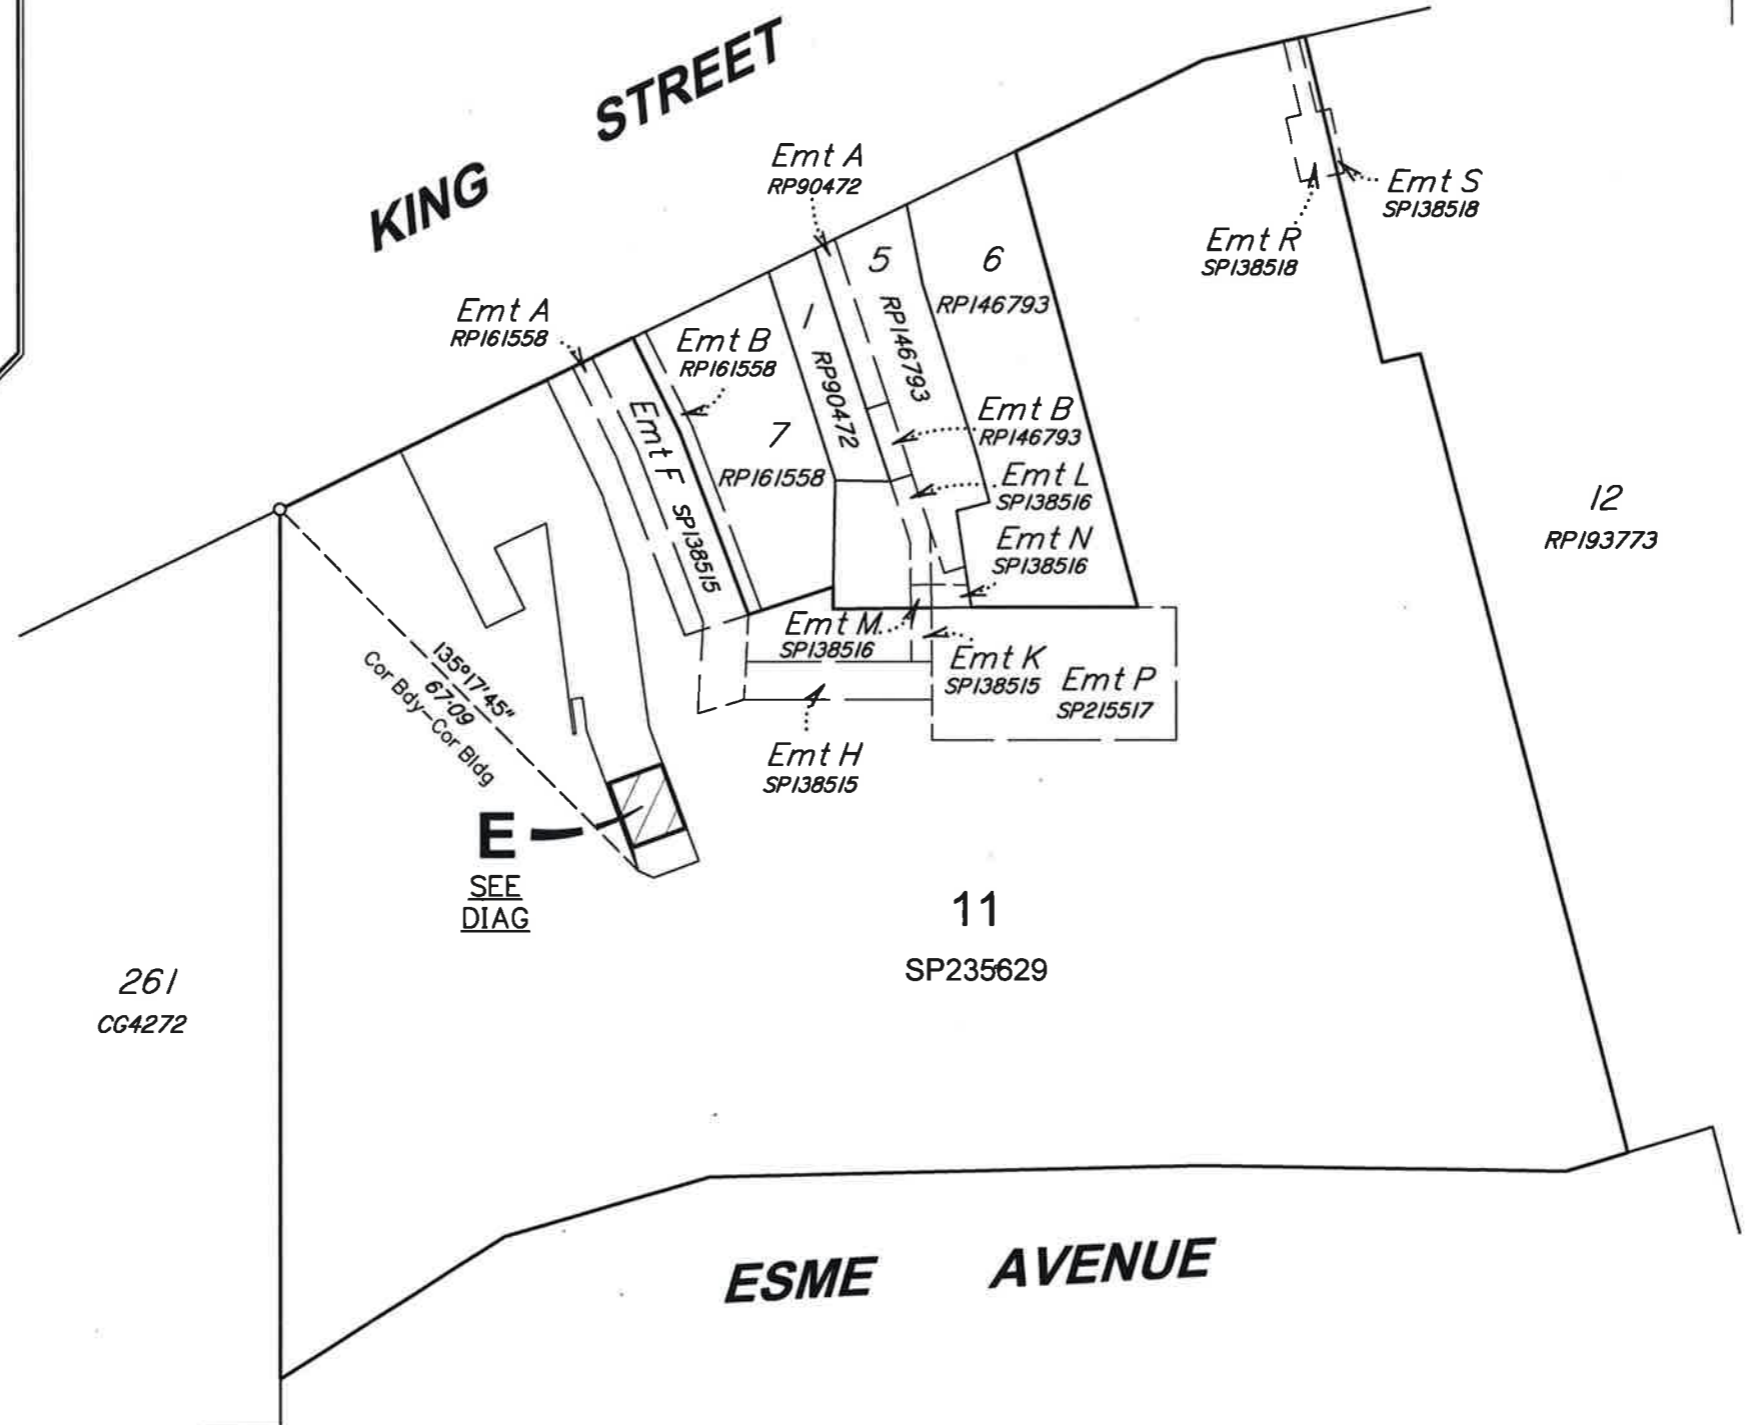 KING STREET
Emt A
RP90472
Emt S
SP138518
Emt R
SP138518
5
RP146793
6
RP146793
Emt A
RP161558
1
RP90472
Emt B
RP161558
Emt F SP138515
7
RP161558
Emt B
RP146793
Emt L
SP138516
Emt N
SP138516
12
RP193773
Emt M
SP138516
Emt K
SP138515
Emt P
SP215517
135°17'45"
67·09
Cor Bdy–Cor Bldg
Emt H
SP138515
E
SEE
DIAG
11
SP235629
261
CG4272
ESME AVENUE